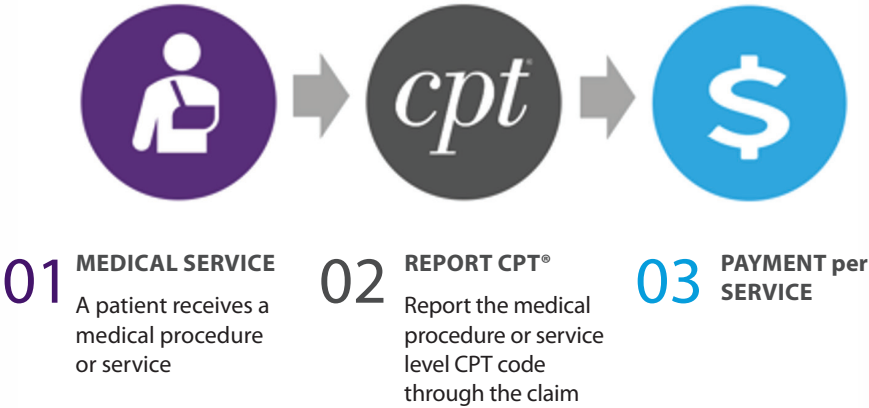 cpt®
$
01
MEDICAL SERVICE
A patient receives a
medical procedure
or service
02
REPORT CPT®
Report the medical
procedure or service
level CPT code
through the claim
03
PAYMENT per
SERVICE